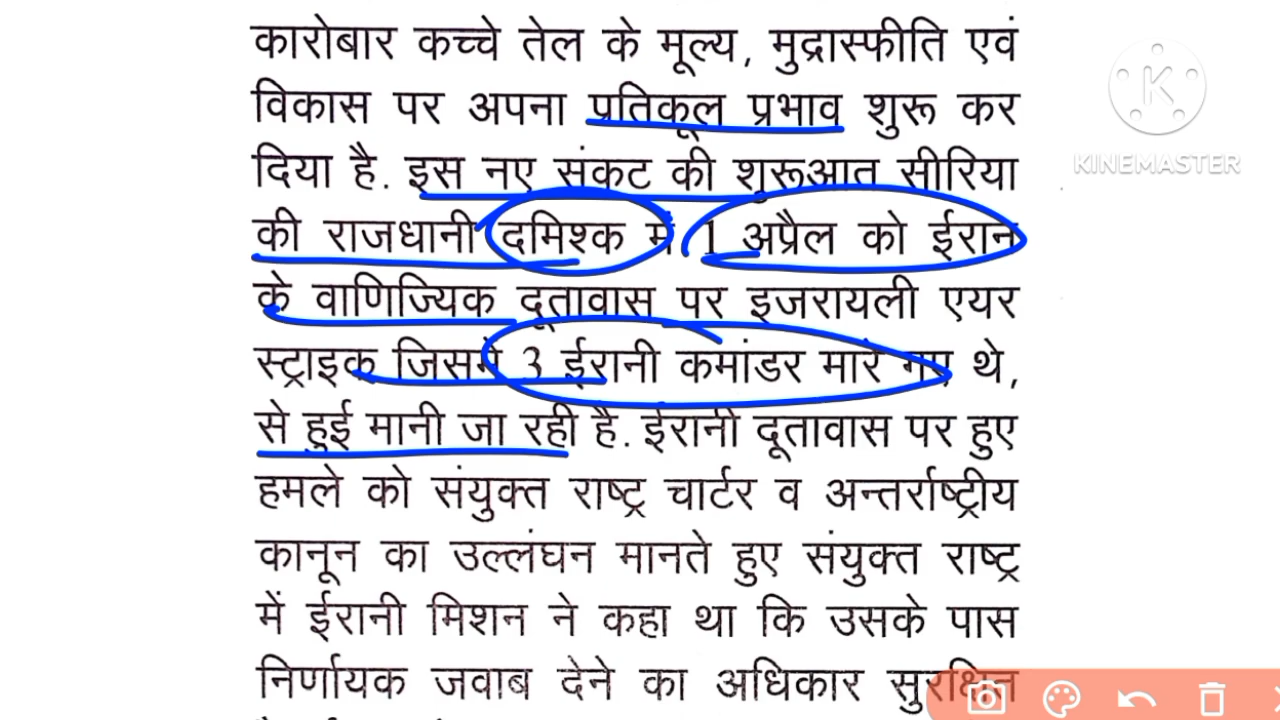 कारोबार कच्चे तेल के मूल्य, मुद्रास्फीति एवं
विकास पर अपना प्रतिकूल प्रभाव शुरू कर
दिया है. इस नए संकट की शुरूआत सीरिया
की राजधानी दमिश्क में 1 अप्रैल को ईरान
के वाणिज्यिक दूतावास पर इजरायली एयर
स्ट्राइक जिसमें 3 ईरानी कमांडर मारे गए थे,
से हुई मानी जा रही है. ईरानी दूतावास पर हुए
हमले को संयुक्त राष्ट्र चार्टर व अन्तर्राष्ट्रीय
कानून का उल्लंघन मानते हुए संयुक्त राष्ट्र
में ईरानी मिशन ने कहा था कि उसके पास
निर्णायक जवाब देने का अधिकार सुरक्षित
K
KINEMASTER